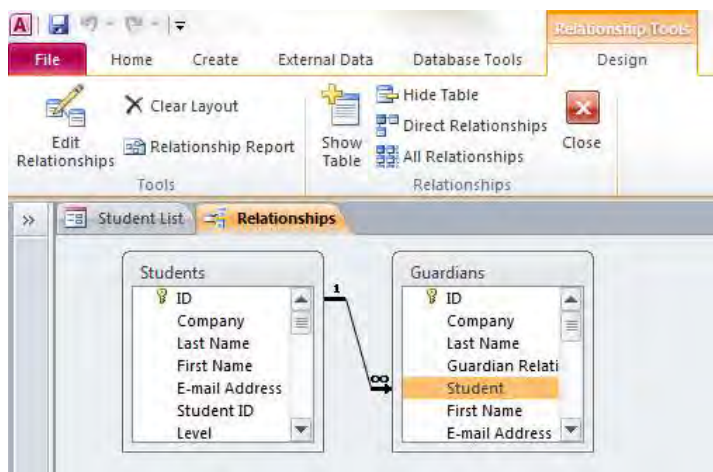 A
Relationship Tools
File Home Create External Data Database Tools Design
Edit Relationships
Clear Layout
Relationship Report
Tools
Show Table
Hide Table
Direct Relationships
All Relationships
Relationships
Close
» Student List Relationships
Students
ID
Company
Last Name
First Name
E-mail Address
Student ID
Level
1
∞
Guardians
ID
Company
Last Name
Guardian Relati
Student
First Name
E-mail Address